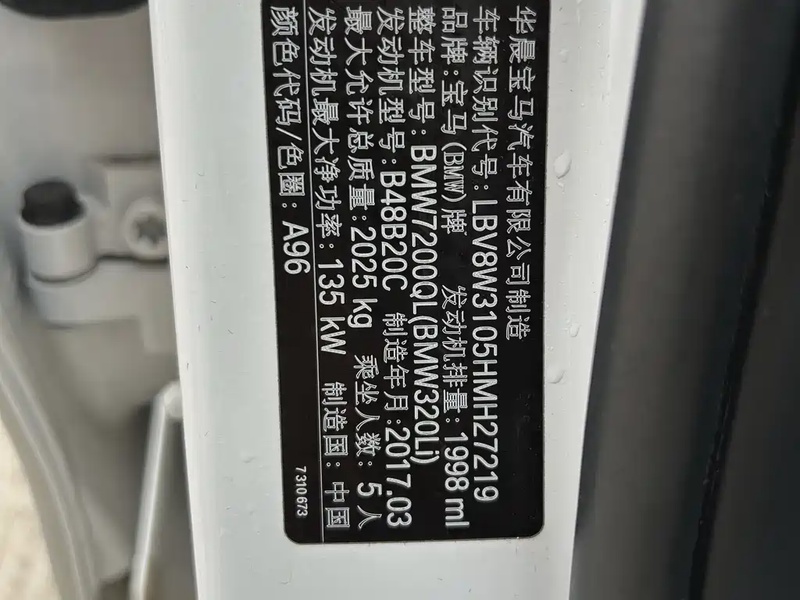 华晨宝马汽车有限公司制造
车辆识别代号:LBV8W3105HMH27219
品牌:宝马(BMW)牌 发动机排量:1998 ml
整车型号:BMW7200QL(BMW320Li)
发动机型号:B48B20C 制造年月:2017.03
最大允许总质量:2025 kg 乘坐人数:5 人
发动机最大净功率:135 kW 制造国:中国
颜色代码/色圈:A96 7 310 673